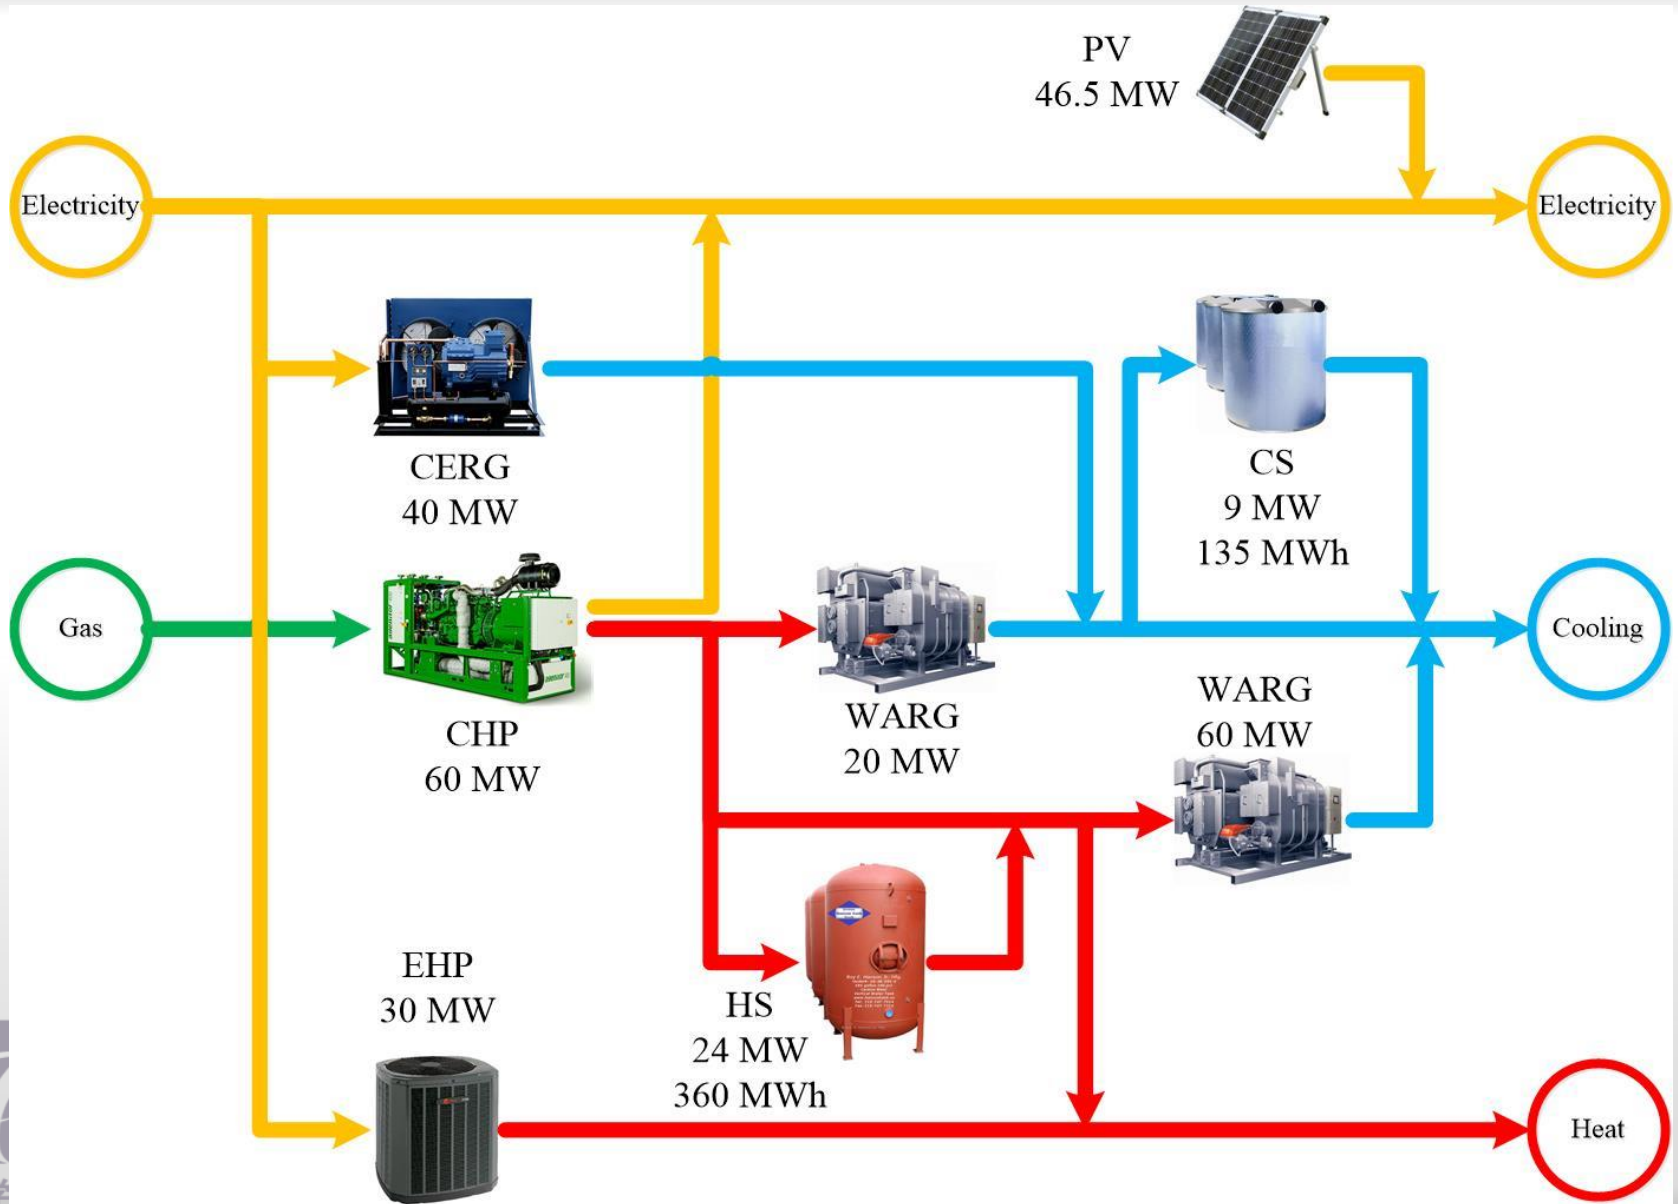 PV
46.5 MW
Electricity
Electricity
CERG
40 MW
CS
9 MW
135 MWh
Gas
Cooling
CHP
60 MW
WARG
20 MW
WARG
60 MW
EHP
30 MW
HS
24 MW
360 MWh
Heat